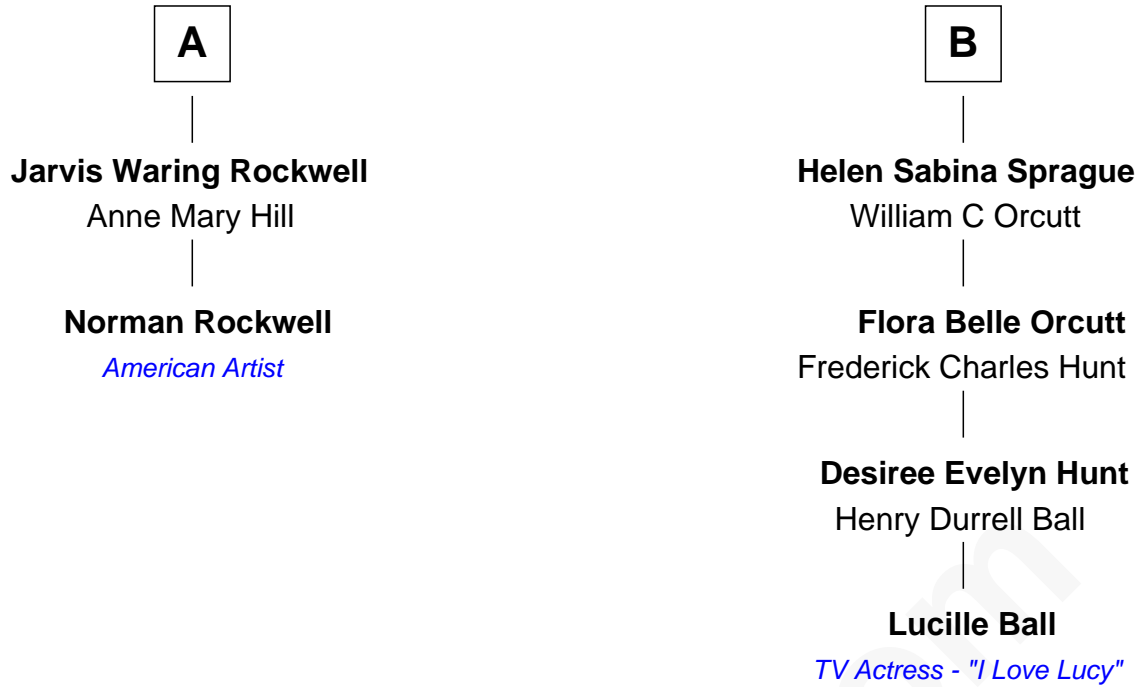 A
Jarvis Waring Rockwell
Anne Mary Hill
Norman Rockwell
American Artist
B
Helen Sabina Sprague
William C Orcutt
Flora Belle Orcutt
Frederick Charles Hunt
Desiree Evelyn Hunt
Henry Durrell Ball
Lucille Ball
TV Actress - "I Love Lucy"